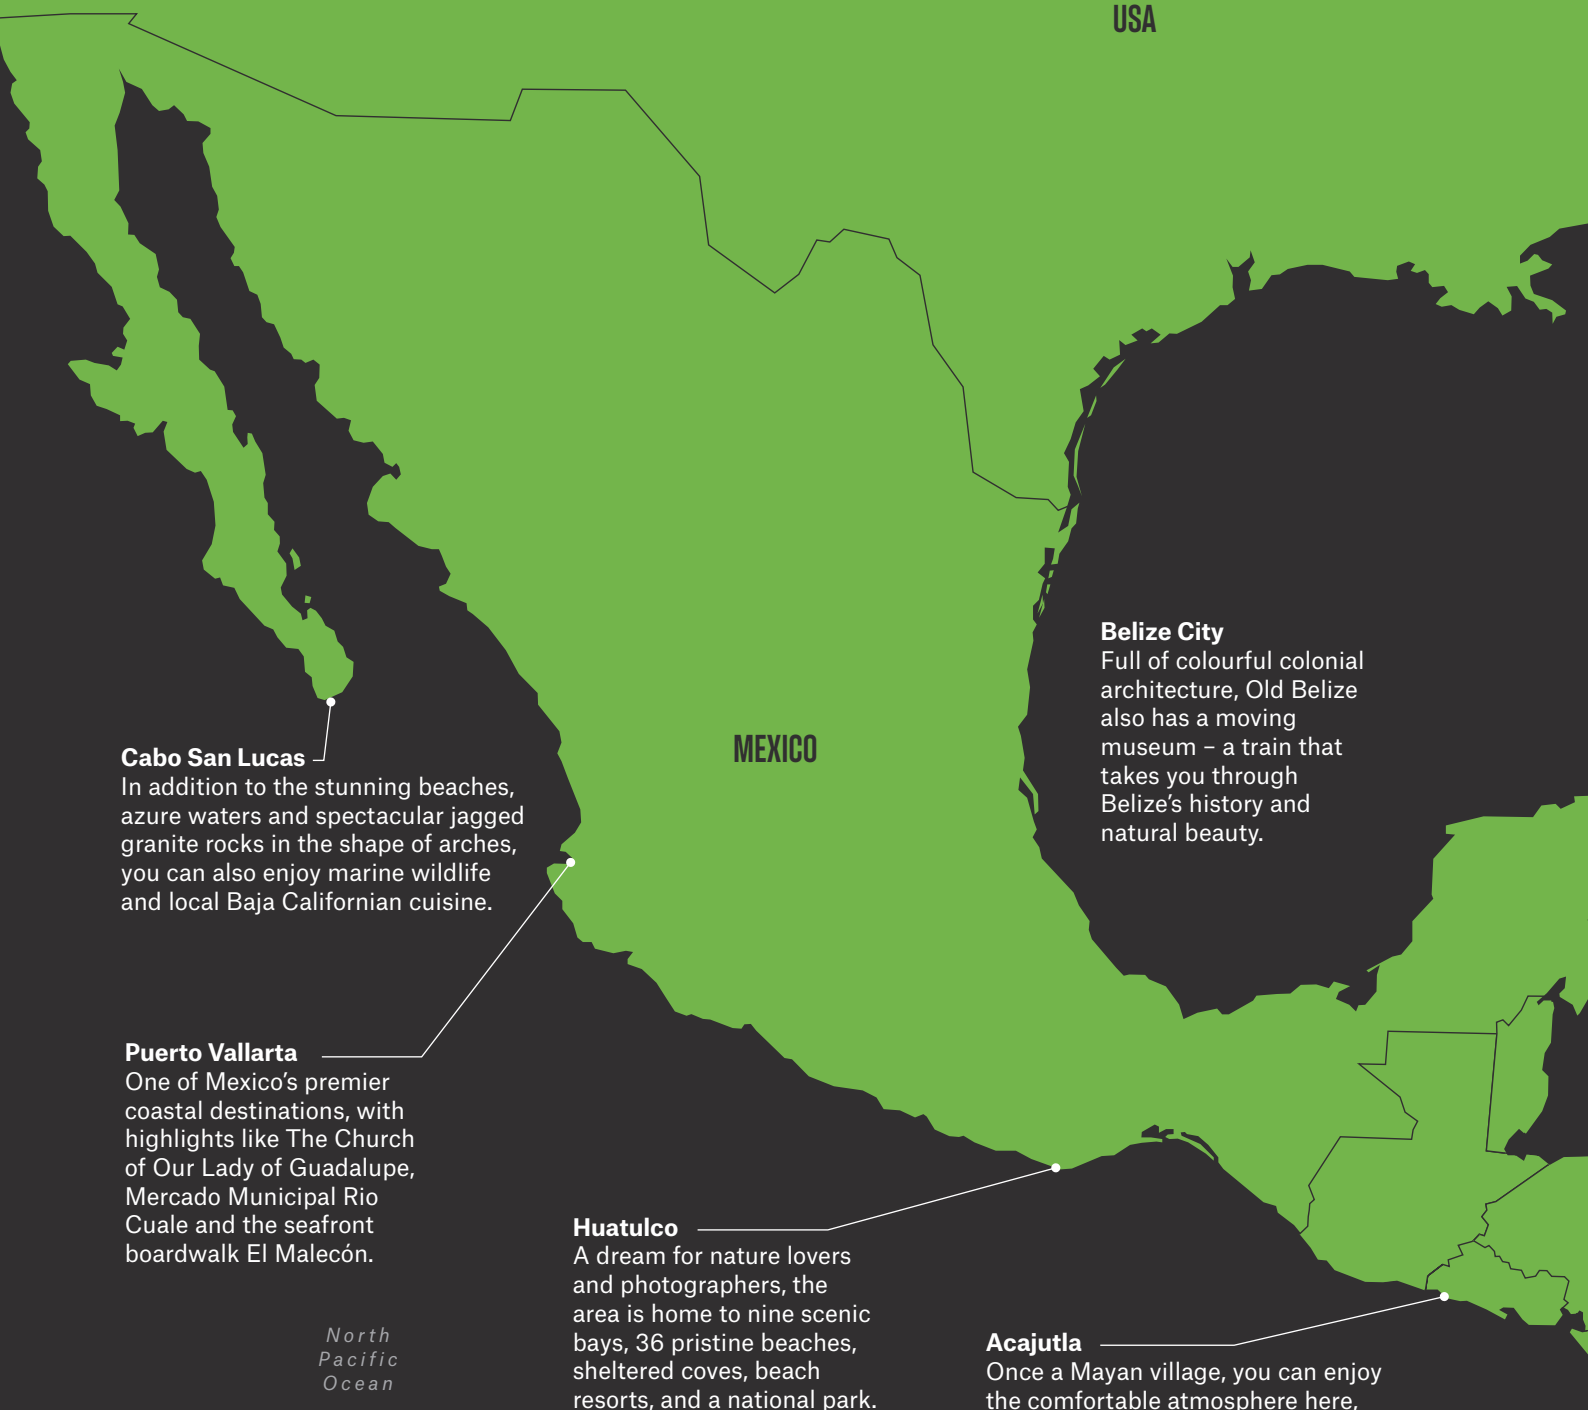 USA
Belize City
Full of colourful colonial
architecture, Old Belize
also has a moving
museum – a train that
takes you through
Belize’s history and
natural beauty.
MEXICO
Cabo San Lucas
In addition to the stunning beaches,
azure waters and spectacular jagged
granite rocks in the shape of arches,
you can also enjoy marine wildlife
and local Baja Californian cuisine.
Puerto Vallarta
One of Mexico’s premier
coastal destinations, with
highlights like The Church
of Our Lady of Guadalupe,
Mercado Municipal Rio
Cuale and the seafront
boardwalk El Malecón.
Huatulco
A dream for nature lovers
and photographers, the
area is home to nine scenic
bays, 36 pristine beaches,
sheltered coves, beach
resorts, and a national park.
Acajutla
Once a Mayan village, you can enjoy
the comfortable atmosphere here,
North
Pacific
Ocean